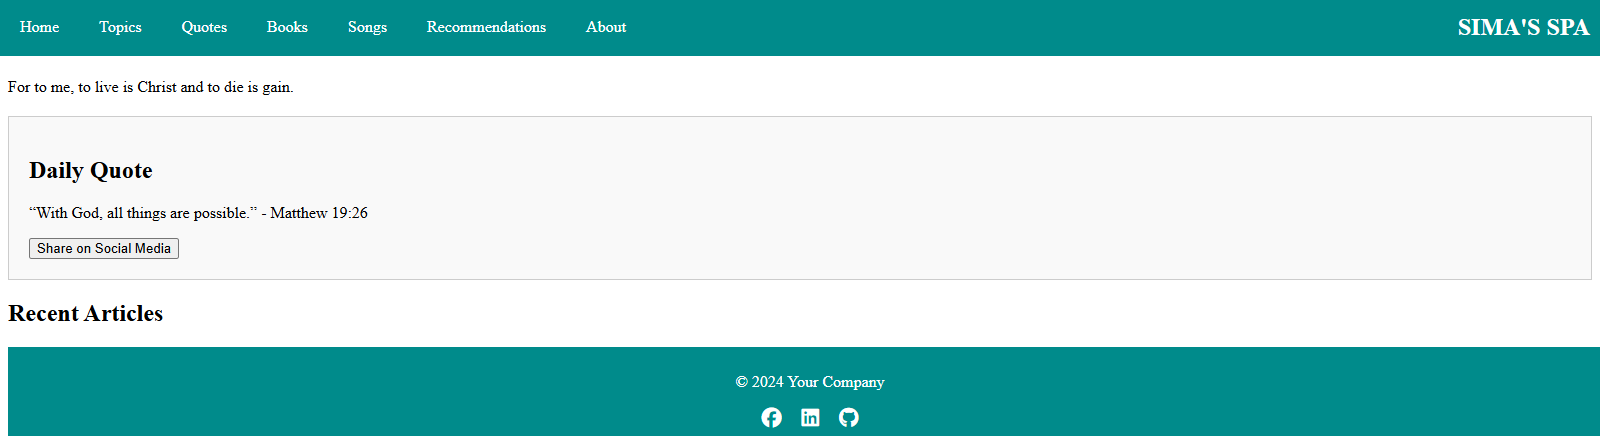 Home Topics Quotes Books Songs Recommendations About SIMA'S SPA
For to me, to live is Christ and to die is gain.
Daily Quote
“With God, all things are possible.” - Matthew 19:26
Share on Social Media
Recent Articles
© 2024 Your Company